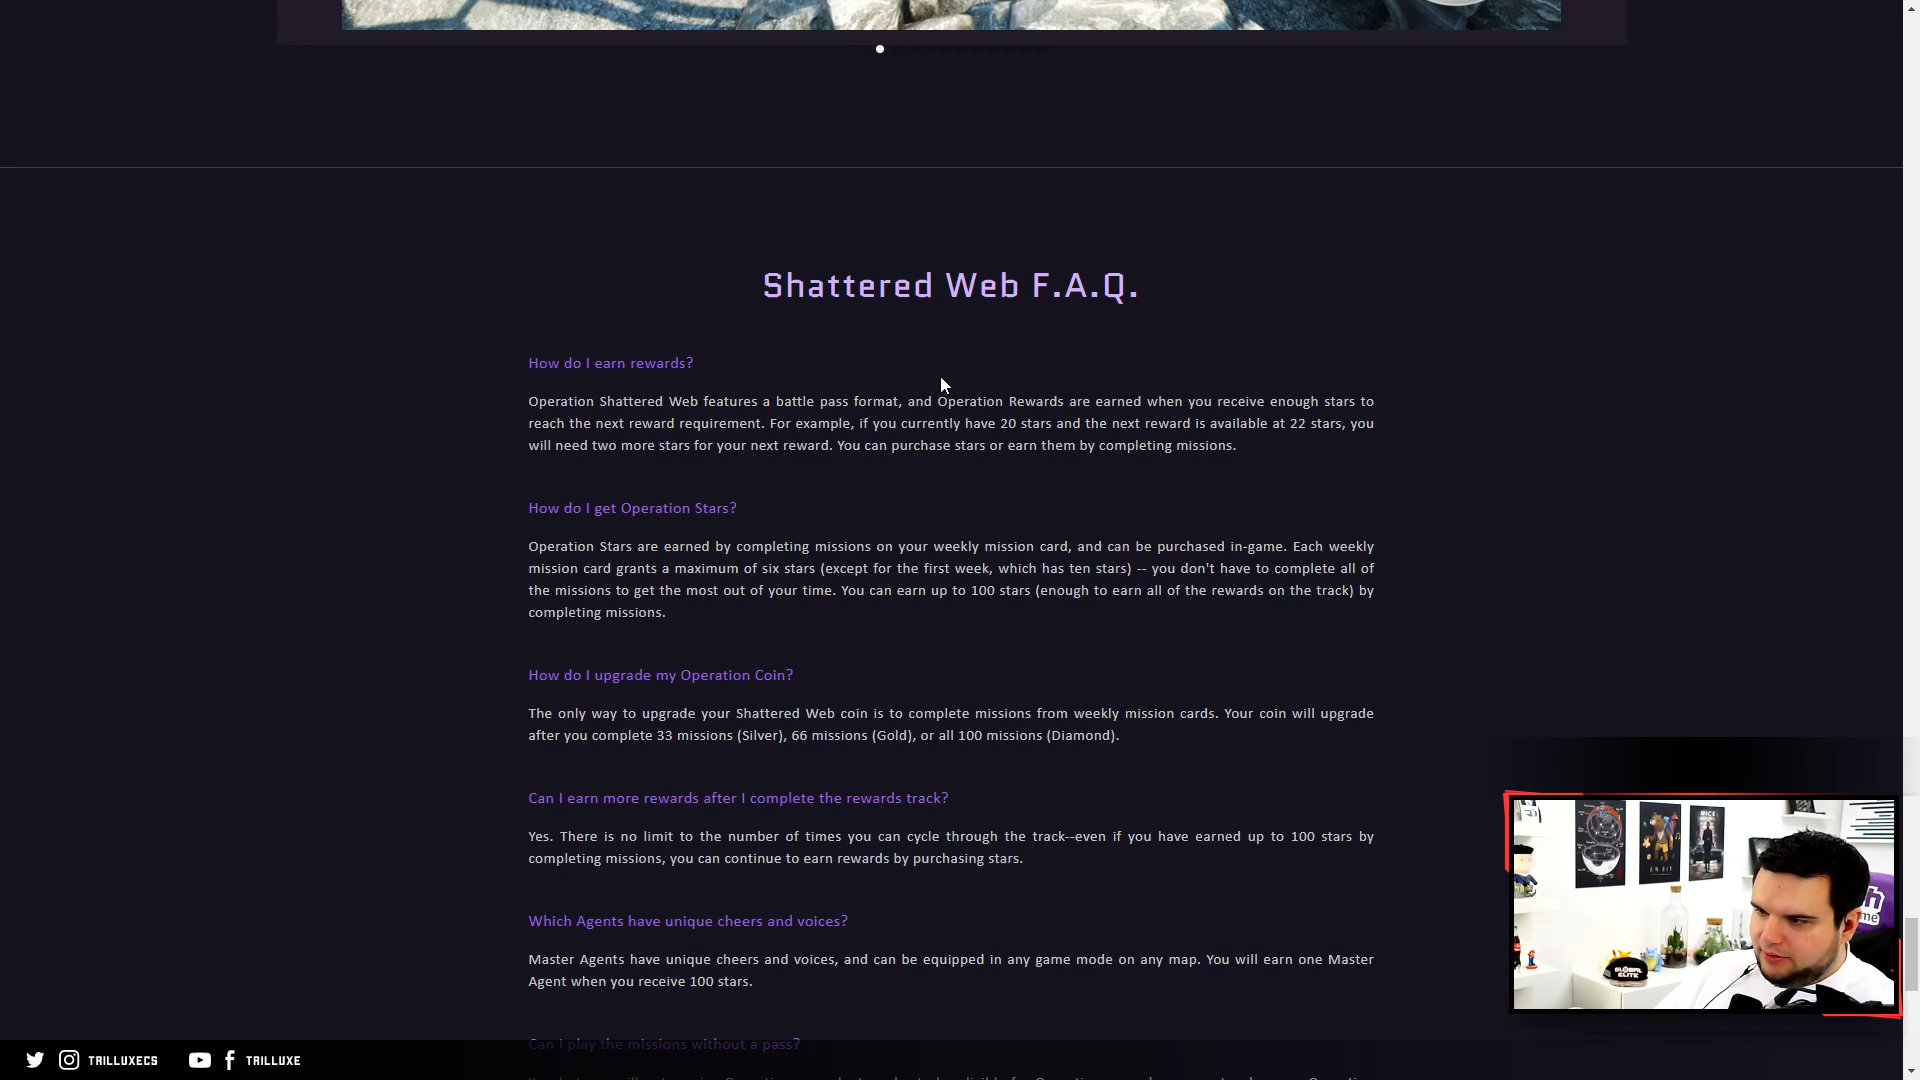 Shattered Web F.A.Q.
How do I earn rewards?
Operation Shattered Web features a battle pass format, and Operation Rewards are earned when you receive enough stars to
reach the next reward requirement. For example, if you currently have 20 stars and the next reward is available at 22 stars, you
will need two more stars for your next reward. You can purchase stars or earn them by completing missions.
How do I get Operation Stars?
Operation Stars are earned by completing missions on your weekly mission card, and can be purchased in-game. Each weekly
mission card grants a maximum of six stars (except for the first week, which has ten stars) -- you don't have to complete all of
the missions to get the most out of your time. You can earn up to 100 stars (enough to earn all of the rewards on the track) by
completing missions.
How do I upgrade my Operation Coin?
The only way to upgrade your Shattered Web coin is to complete missions from weekly mission cards. Your coin will upgrade
after you complete 33 missions (Silver), 66 missions (Gold), or all 100 missions (Diamond).
Can I earn more rewards after I complete the rewards track?
Yes. There is no limit to the number of times you can cycle through the track--even if you have earned up to 100 stars by
completing missions, you can continue to earn rewards by purchasing stars.
Which Agents have unique cheers and voices?
Master Agents have unique cheers and voices, and can be equipped in any game mode on any map. You will earn one Master
Agent when you receive 100 stars.
Can I play the missions without a pass?
GLOBAL
ELITE
TRILLUXECS
TRILLUXE